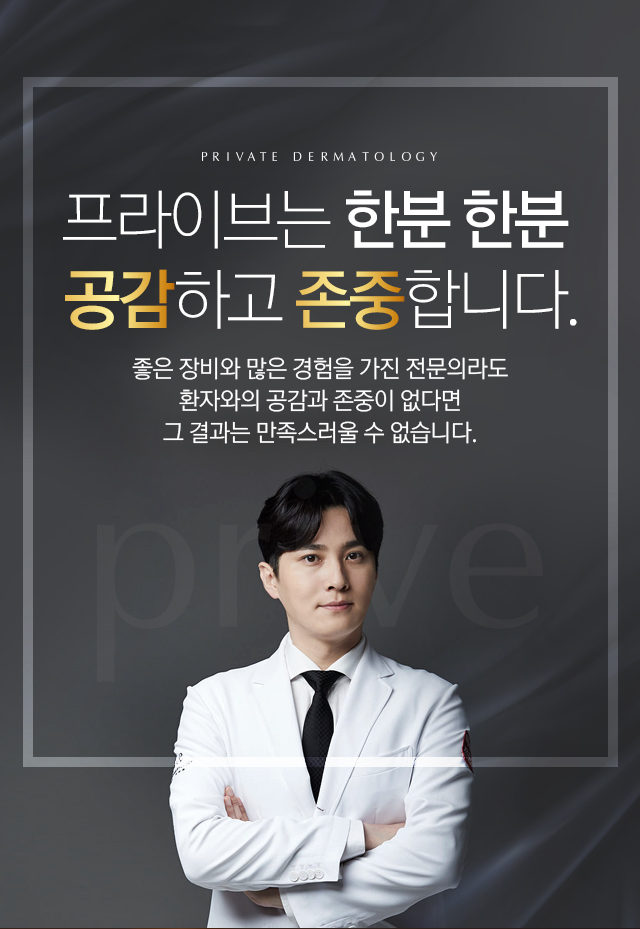 PRIVATE DERMATOLOGY
프라이브는 한분 한분
공감하고 존중합니다.
좋은 장비와 많은 경험을 가진 전문의라도
환자와의 공감과 존중이 없다면
그 결과는 만족스러울 수 없습니다.
prive